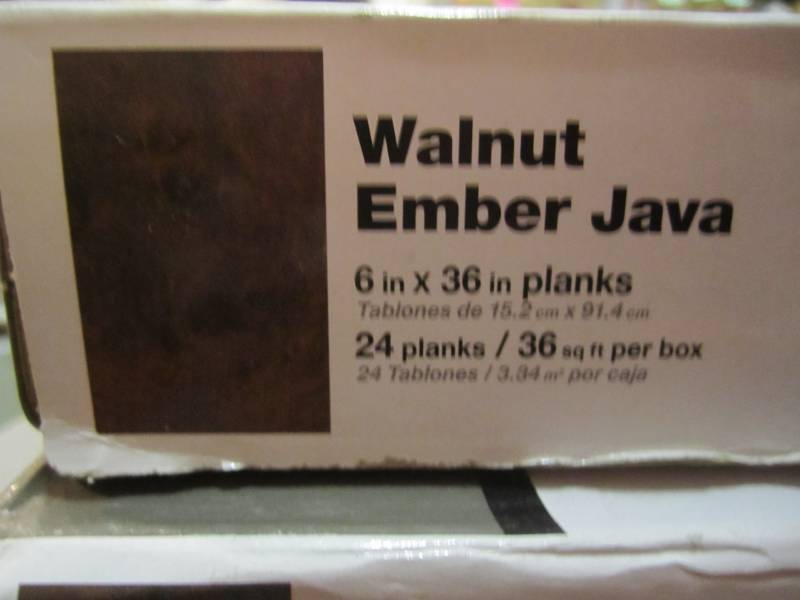 Walnut
Ember Java
6 in x 36 in planks
Tablones de 15.2 cm x 91.4 cm
24 planks / 36 sq ft per box
24 Tablones / 3.34 m² por caja